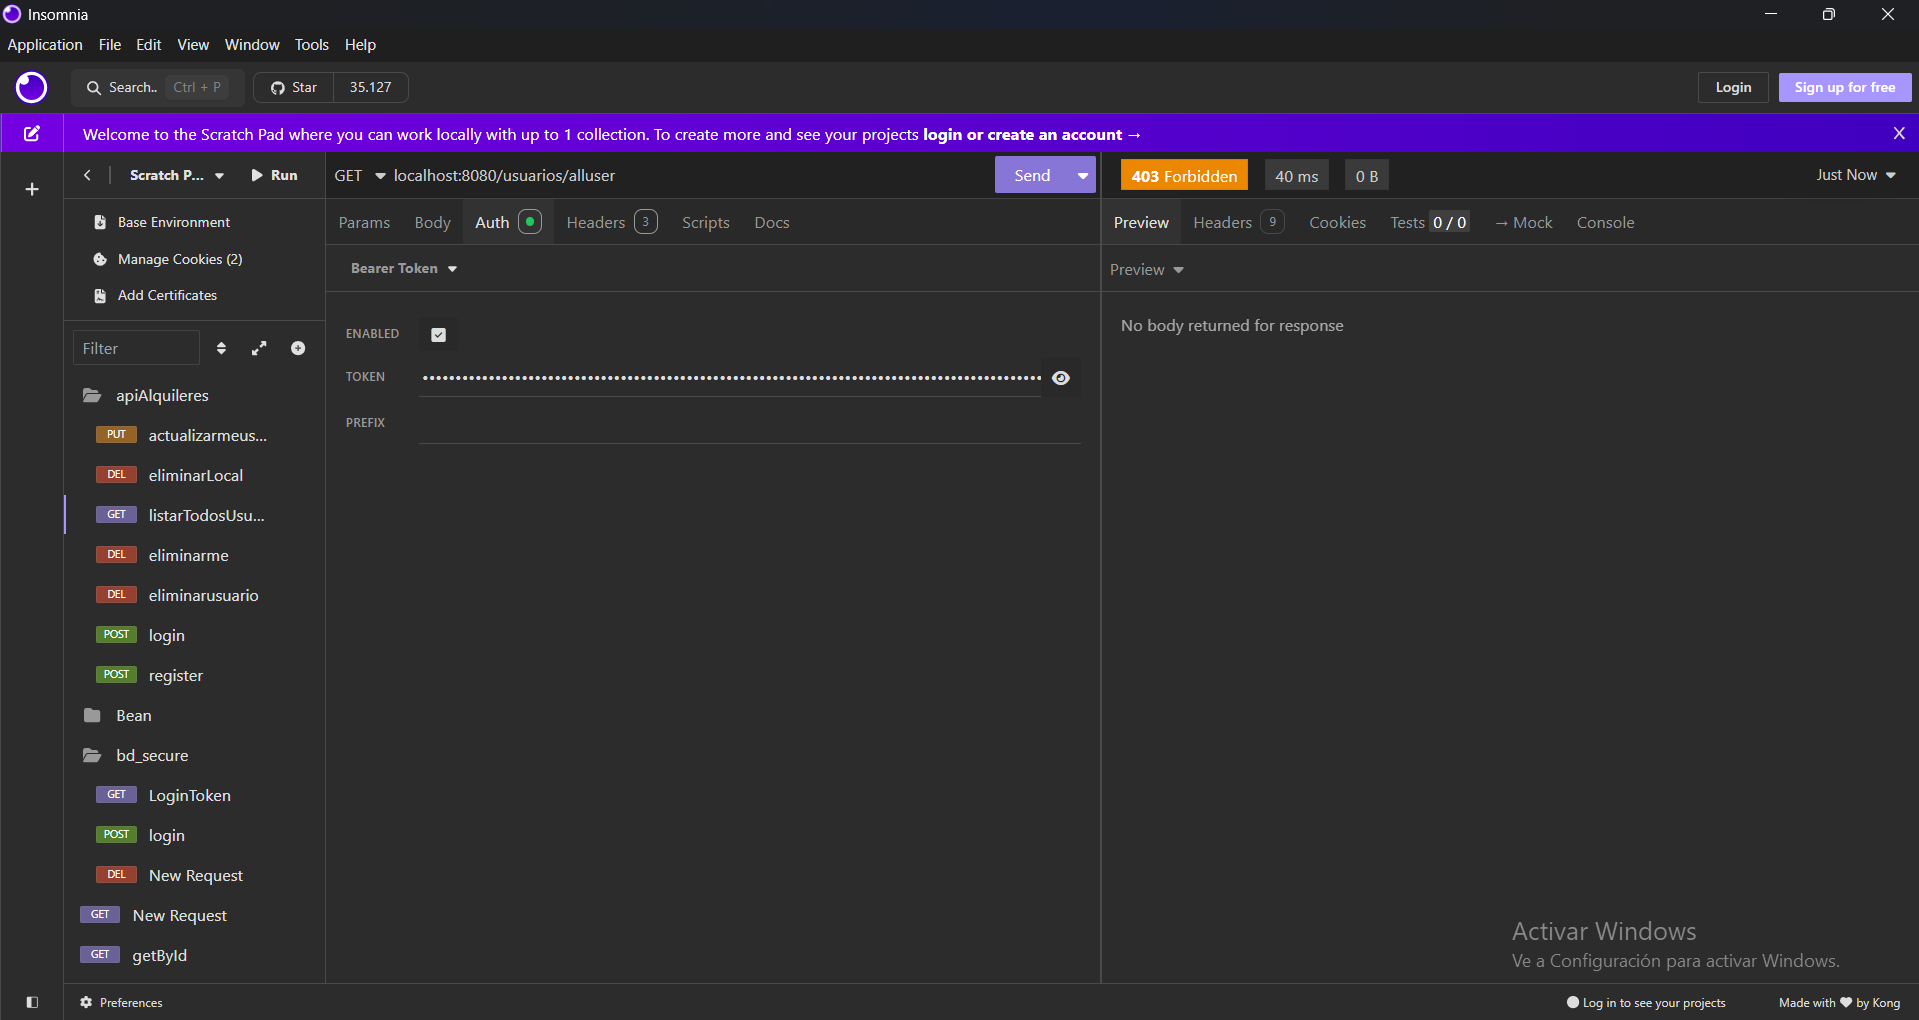 Insomnia
Application File Edit View Window Tools Help
Search.. Ctrl + P Star 35.127 Login Sign up for free
Welcome to the Scratch Pad where you can work locally with up to 1 collection. To create more and see your projects login or create an account →
Scratch P... Run GET localhost:8080/usuarios/alluser Send 403 Forbidden 40 ms 0 B Just Now
Base Environment
Manage Cookies (2)
Add Certificates
Filter
apiAlquileres
PUT actualizarmeus...
DEL eliminarLocal
GET listarTodosUsu...
DEL eliminarme
DEL eliminarusuario
POST login
POST register
Bean
bd_secure
GET LoginToken
POST login
DEL New Request
GET New Request
GET getById
Params Body Auth Headers 3 Scripts Docs
Bearer Token
ENABLED
TOKEN
PREFIX
Preview Headers 9 Cookies Tests 0 / 0 → Mock Console
Preview
No body returned for response
Activar Windows
Ve a Configuración para activar Windows.
Preferences
Log in to see your projects Made with by Kong